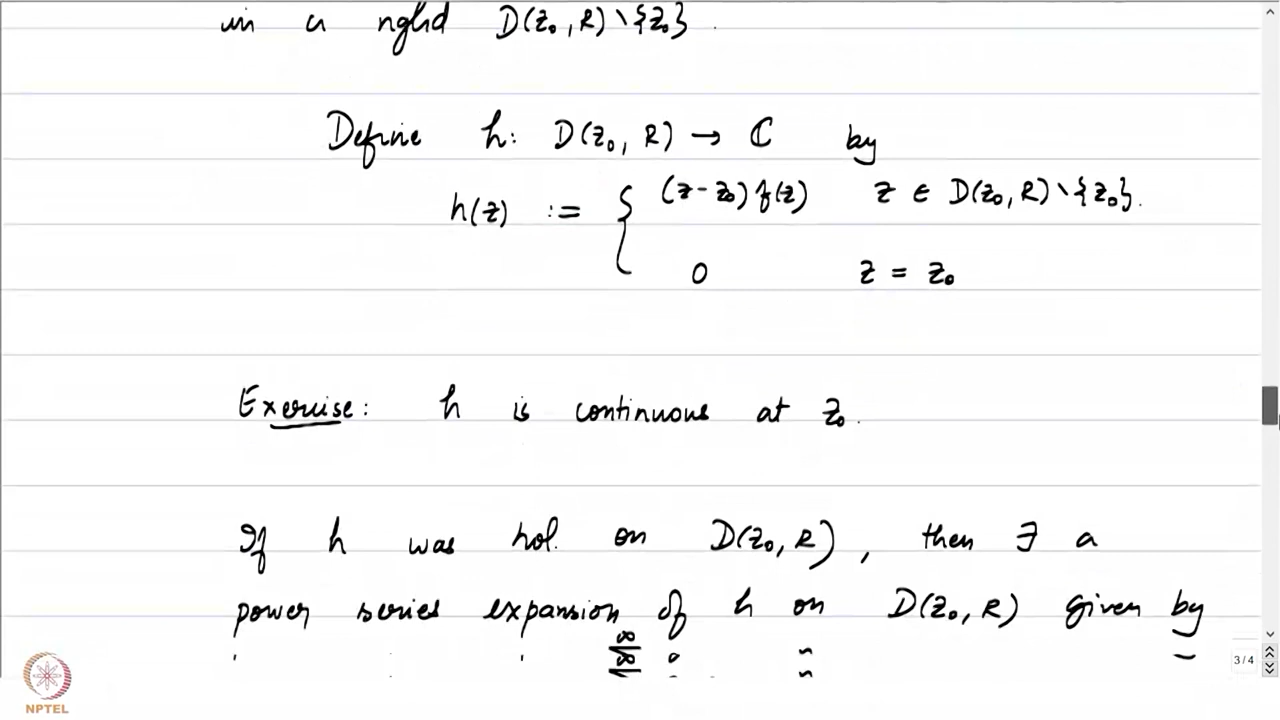 in a nghd D(z₀, R) \ {z₀}.
Define h: D(z₀, R) → ℂ by
h(z) := { (z - z₀) f(z) z ∈ D(z₀, R) \ {z₀}.
0 z = z₀
Exercise: h is continuous at z₀.
If h was hol. on D(z₀, R), then ∃ a
power series expansion of h on D(z₀, R) given by
3 / 4
NPTEL